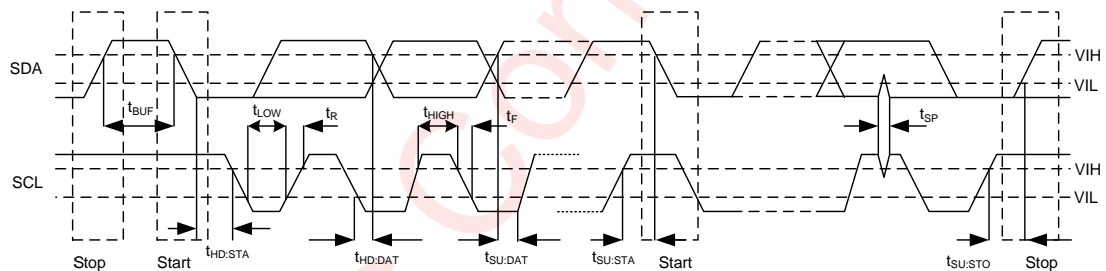 SDA
VIH
VIL
tBUF
tLOW
tR
tHIGH
tF
tSP
SCL
VIH
VIL
tHD:STA
tHD:DAT
tSU:DAT
tSU:STA
tSU:STO
Stop
Start
Start
Stop